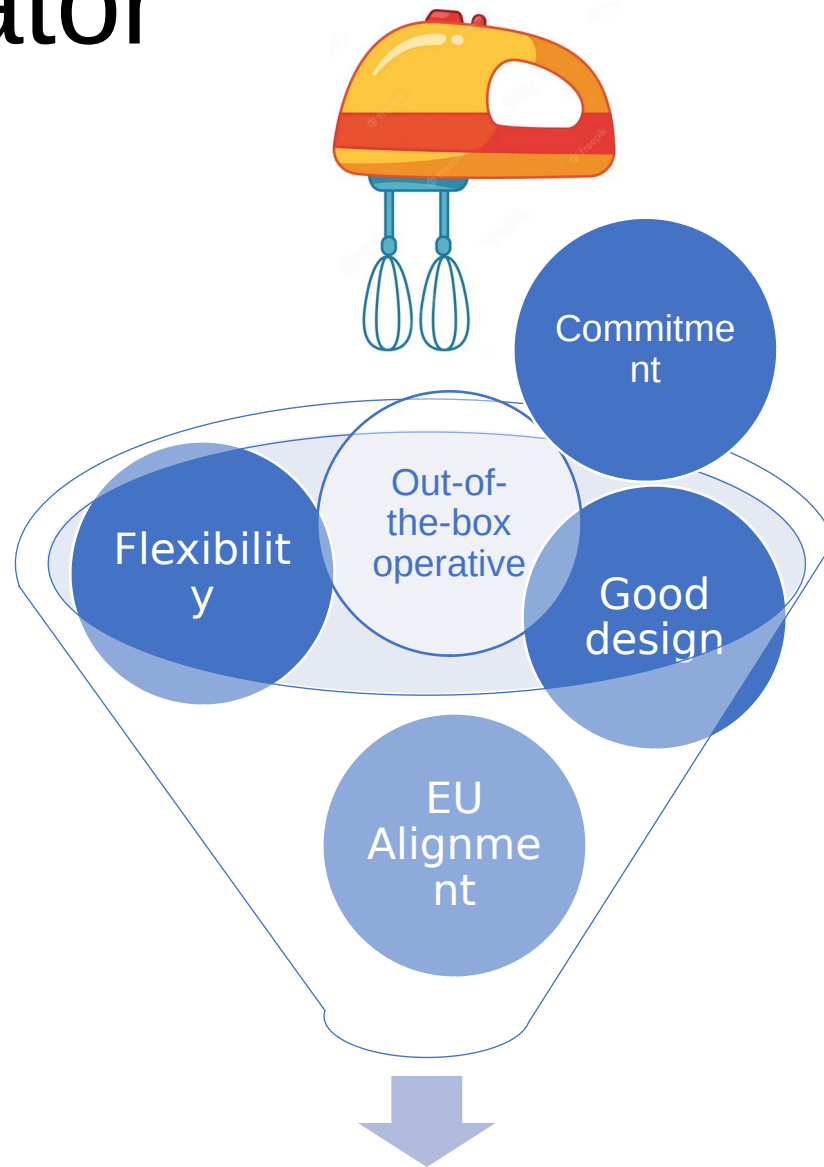 ator
Commitme
nt
Out-of-
the-box
operative
Flexibilit
y
Good
design
EU
Alignme
nt